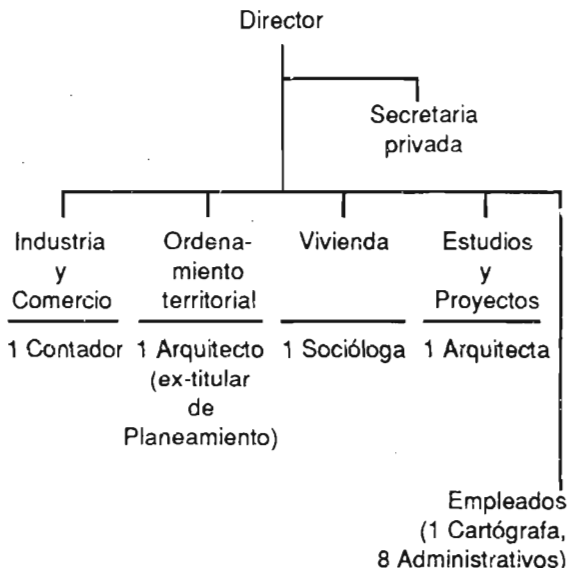 Director
Secretaria
privada
Industria
y
Comercio
1 Contador
Ordena-
miento
territorial
1 Arquitecto
(ex-titular
de
Planeamiento)
Vivienda
1 Socióloga
Estudios
y
Proyectos
1 Arquitecta
Empleados
(1 Cartógrafa,
8 Administrativos)